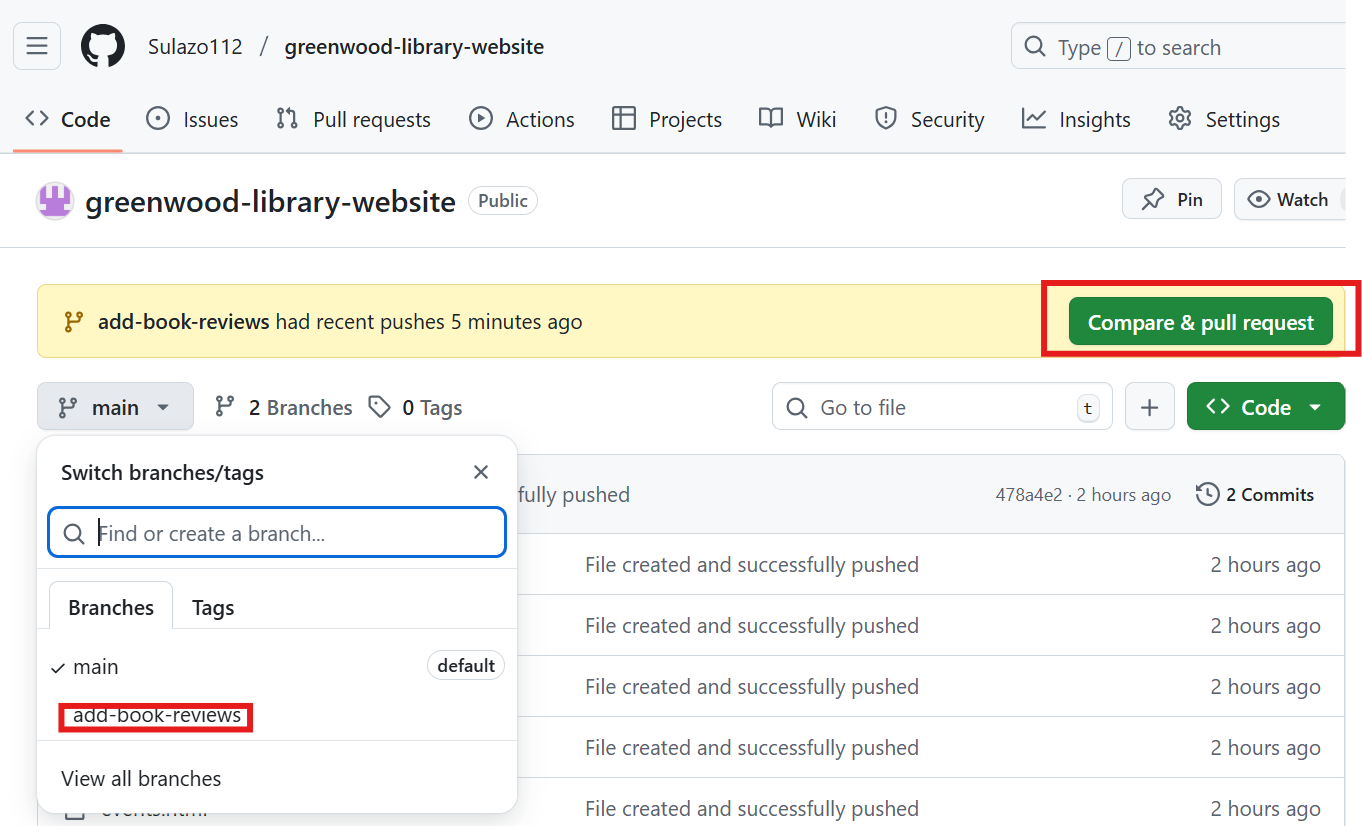 Sulazo112 / greenwood-library-website
Type / to search
Code Issues Pull requests Actions Projects Wiki Security Insights Settings
greenwood-library-website Public
Pin Watch
add-book-reviews had recent pushes 5 minutes ago
Compare & pull request
main 2 Branches 0 Tags
Go to file t
Code
Switch branches/tags
fully pushed
478a4e2 · 2 hours ago 2 Commits
Find or create a branch...
Branches Tags
main default
add-book-reviews
View all branches
File created and successfully pushed 2 hours ago
File created and successfully pushed 2 hours ago
File created and successfully pushed 2 hours ago
File created and successfully pushed 2 hours ago
events.html File created and successfully pushed 2 hours ago